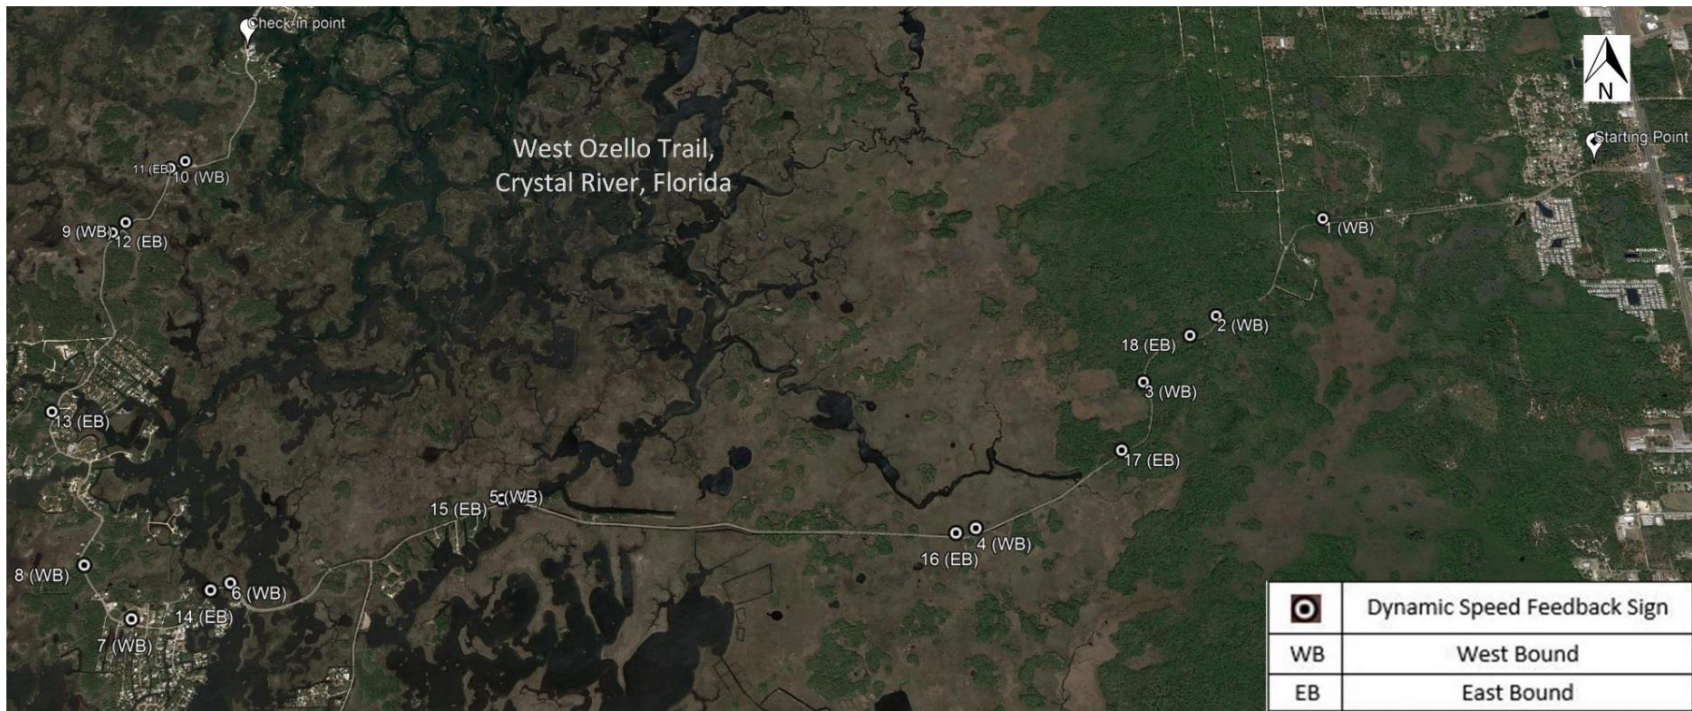 Check-in point
N
Starting Point
West Ozello Trail,
Crystal River, Florida
11 (EB)
10 (WB)
9 (WB)
12 (EB)
1 (WB)
2 (WB)
18 (EB)
3 (WB)
13 (EB)
17 (EB)
5 (WB)
15 (EB)
16 (EB)
4 (WB)
8 (WB)
6 (WB)
14 (EB)
7 (WB)
Dynamic Speed Feedback Sign
WB West Bound
EB East Bound